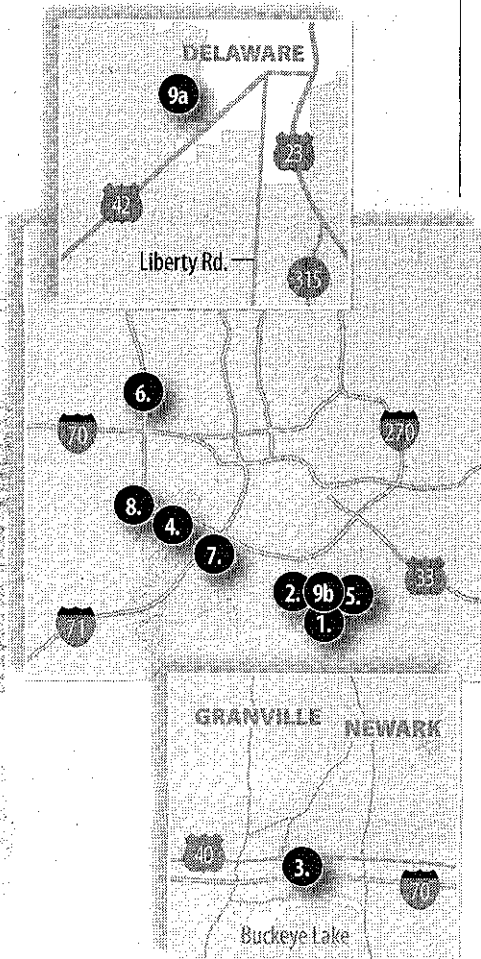 DELAWARE
9a
23
42
Liberty Rd.
315
6.
70
270
8.
4.
7.
33
2.
9b
5.
1.
71
GRANVILLE
NEWARK
40
3.
70
Buckeye Lake